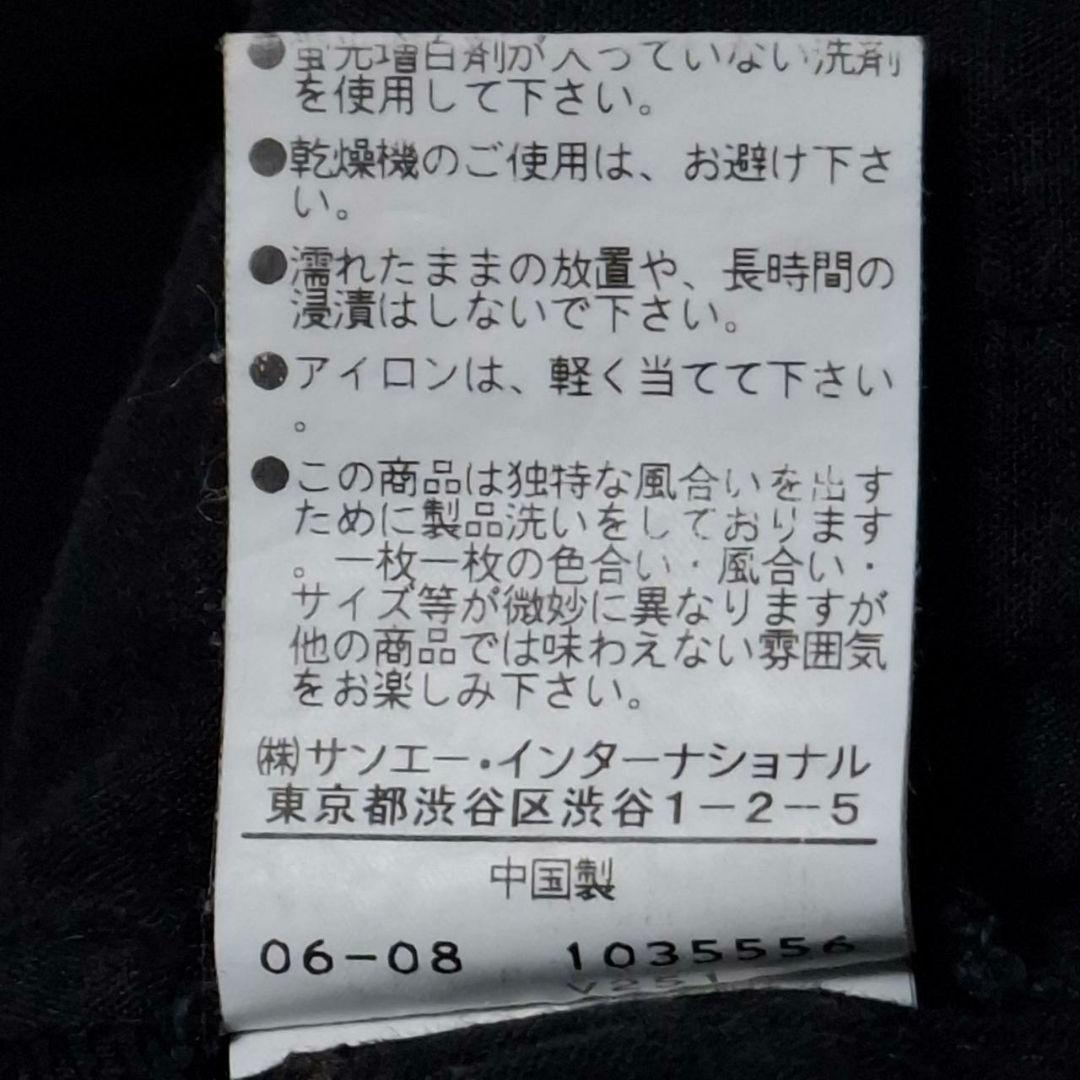 ●蛍光増白剤が入っていない洗剤
を使用して下さい。
●乾燥機のご使用は、お避け下さ
い。
●濡れたままの放置や、長時間の
浸漬はしないで下さい。
●アイロンは、軽く当てて下さい
。
●この商品は独特な風合いを出す
ために製品洗いをしております
。一枚一枚の色合い・風合い・
サイズ等が微妙に異なりますが
他の商品では味わえない雰囲気
をお楽しみ下さい。
㈱サンエー・インターナショナル
東京都渋谷区渋谷1-2-5
中国製
06-08 1035556